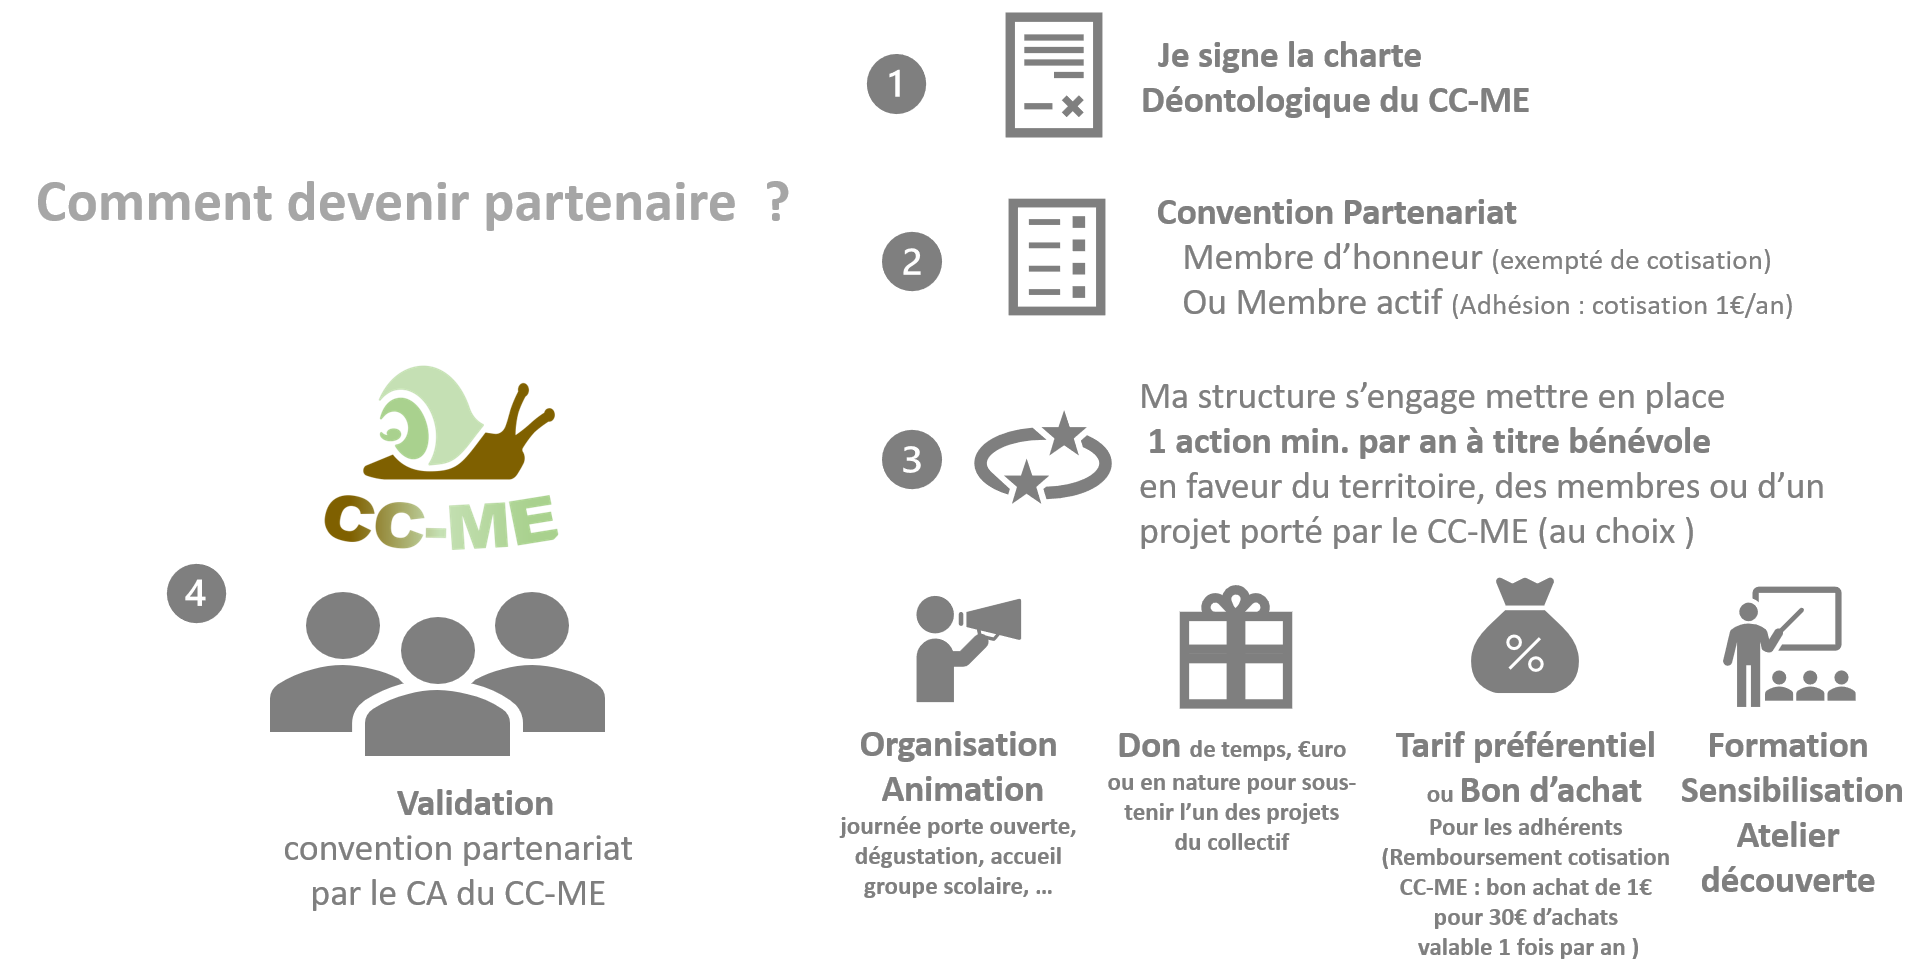 Comment devenir partenaire ?
1
Je signe la charte
Déontologique du CC-ME
2
Convention Partenariat
Membre d’honneur (exempté de cotisation)
Ou Membre actif (Adhésion : cotisation 1€/an)
3
Ma structure s’engage mettre en place
1 action min. par an à titre bénévole
en faveur du territoire, des membres ou d’un
projet porté par le CC-ME (au choix )
Organisation
Animation
journée porte ouverte,
dégustation, accueil
groupe scolaire, ...
Don de temps, €uro
ou en nature pour sous-
tenir l’un des projets
du collectif
%
Tarif préférentiel
ou Bon d’achat
Pour les adhérents
(Remboursement cotisation
CC-ME : bon achat de 1€
pour 30€ d’achats
valable 1 fois par an )
Formation
Sensibilisation
Atelier
découverte
CC-ME
4
Validation
convention partenariat
par le CA du CC-ME